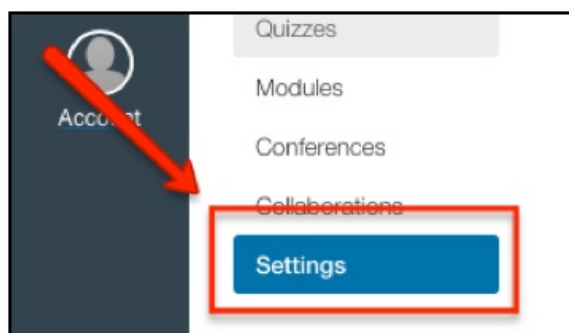 Quizzes
Account
Modules
Conferences
Collaborations
Settings